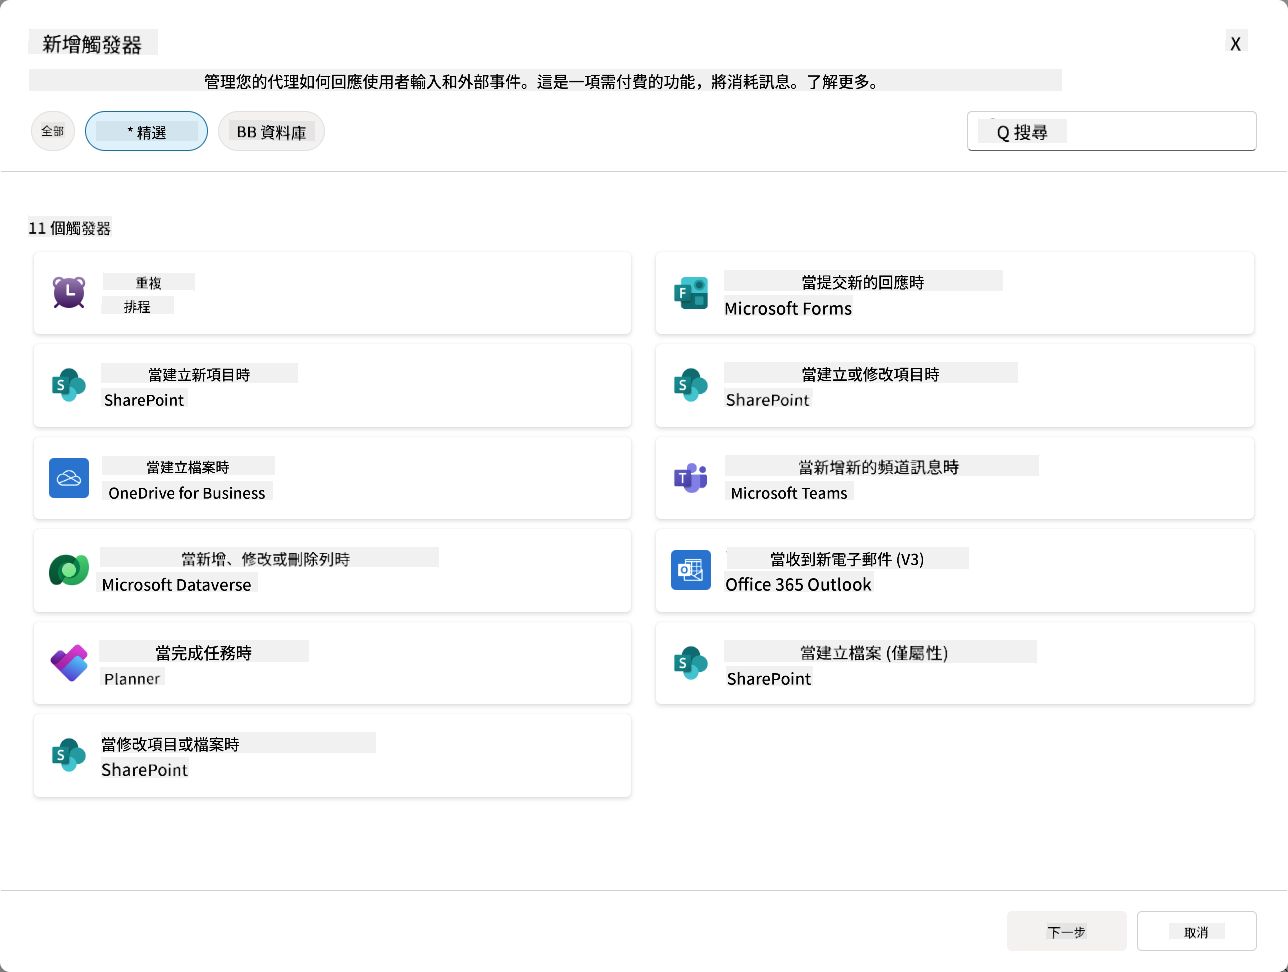 新增觸發器
X
管理您的代理如何回應使用者輸入和外部事件。這是一項需付費的功能，將消耗訊息。了解更多。
全部
* 精選
BB 資料庫
Q 搜尋
11 個觸發器
L
重複
排程
F
當提交新的回應時
Microsoft Forms
S
當建立新項目時
SharePoint
S
當建立或修改項目時
SharePoint
當建立檔案時
OneDrive for Business
T
當新增新的頻道訊息時
Microsoft Teams
當新增、修改或刪除列時
Microsoft Dataverse
O
當收到新電子郵件 (V3)
Office 365 Outlook
當完成任務時
Planner
S
當建立檔案 (僅屬性)
SharePoint
S
當修改項目或檔案時
SharePoint
下一步
取消